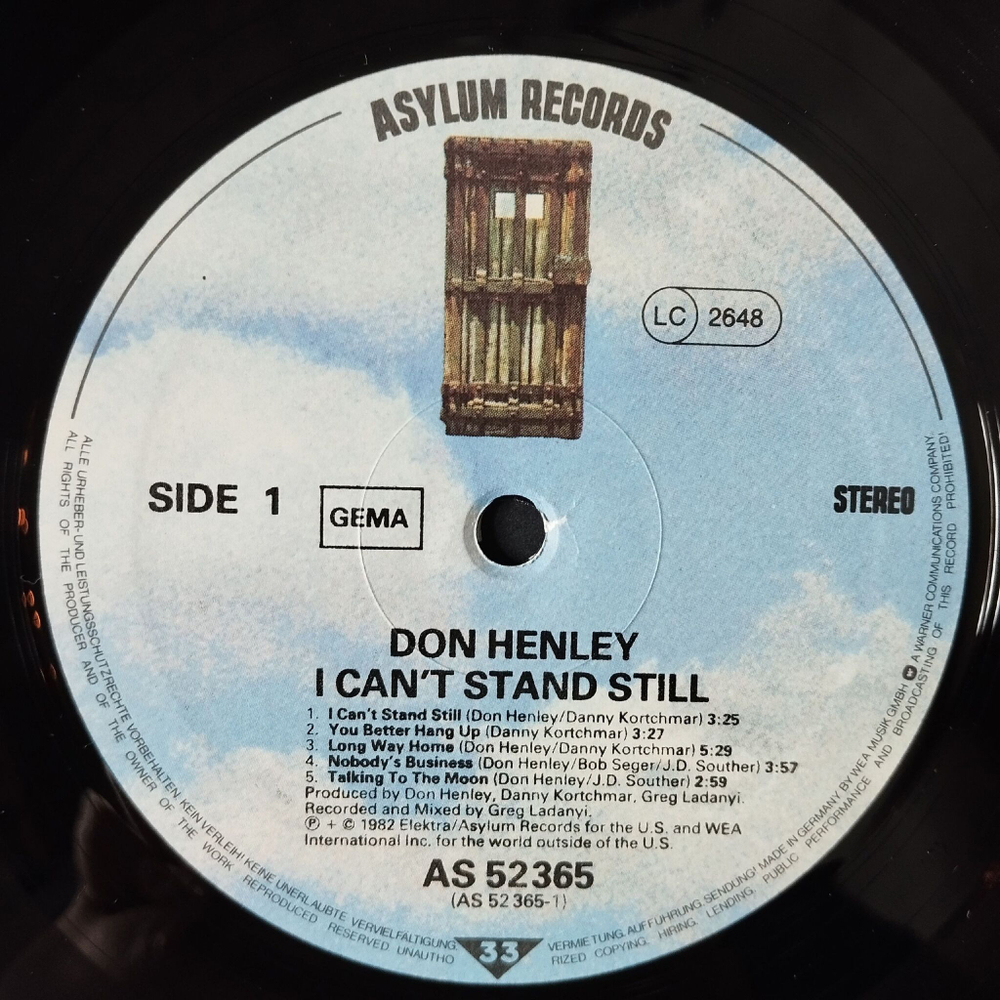 ASYLUM RECORDS
LC 2648
SIDE 1
GEMA
STEREO
DON HENLEY
I CAN'T STAND STILL
1. I Can't Stand Still (Don Henley/Danny Kortchmar) 3:25
2. You Better Hang Up (Danny Kortchmar) 3:27
3. Long Way Home (Don Henley/Danny Kortchmar) 5:29
4. Nobody's Business (Don Henley/Bob Seger/J.D. Souther) 3:57
5. Talking To The Moon (Don Henley/J.D. Souther) 2:59
Produced by Don Henley, Danny Kortchmar, Greg Ladanyi.
Recorded and Mixed by Greg Ladanyi.
℗ + © 1982 Elektra/Asylum Records for the U.S. and WEA
International Inc. for the world outside of the U.S.
AS 52365
(AS 52 365-1)
33
ALLE URHEBER- UND LEISTUNGSSCHUTZRECHTE VORBEHALTEN KEIN VERLEIH! KEINE UNERLAUBTE VERVIELFÄLTIGUNG, VERMIETUNG, AUFFÜHRUNG, SENDUNG! MADE IN GERMANY BY WEA MUSIK GMBH A WARNER COMMUNICATIONS COMPANY.
ALL RIGHTS OF THE PRODUCER AND OF THE OWNER OF THE WORK REPRODUCED RESERVED UNAUTHORIZED COPYING, HIRING, LENDING, PUBLIC PERFORMANCE AND BROADCASTING OF THIS RECORD PROHIBITED!